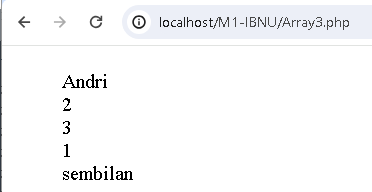 localhost/M1-IBNU/Array3.php
Andri
2
3
1
sembilan